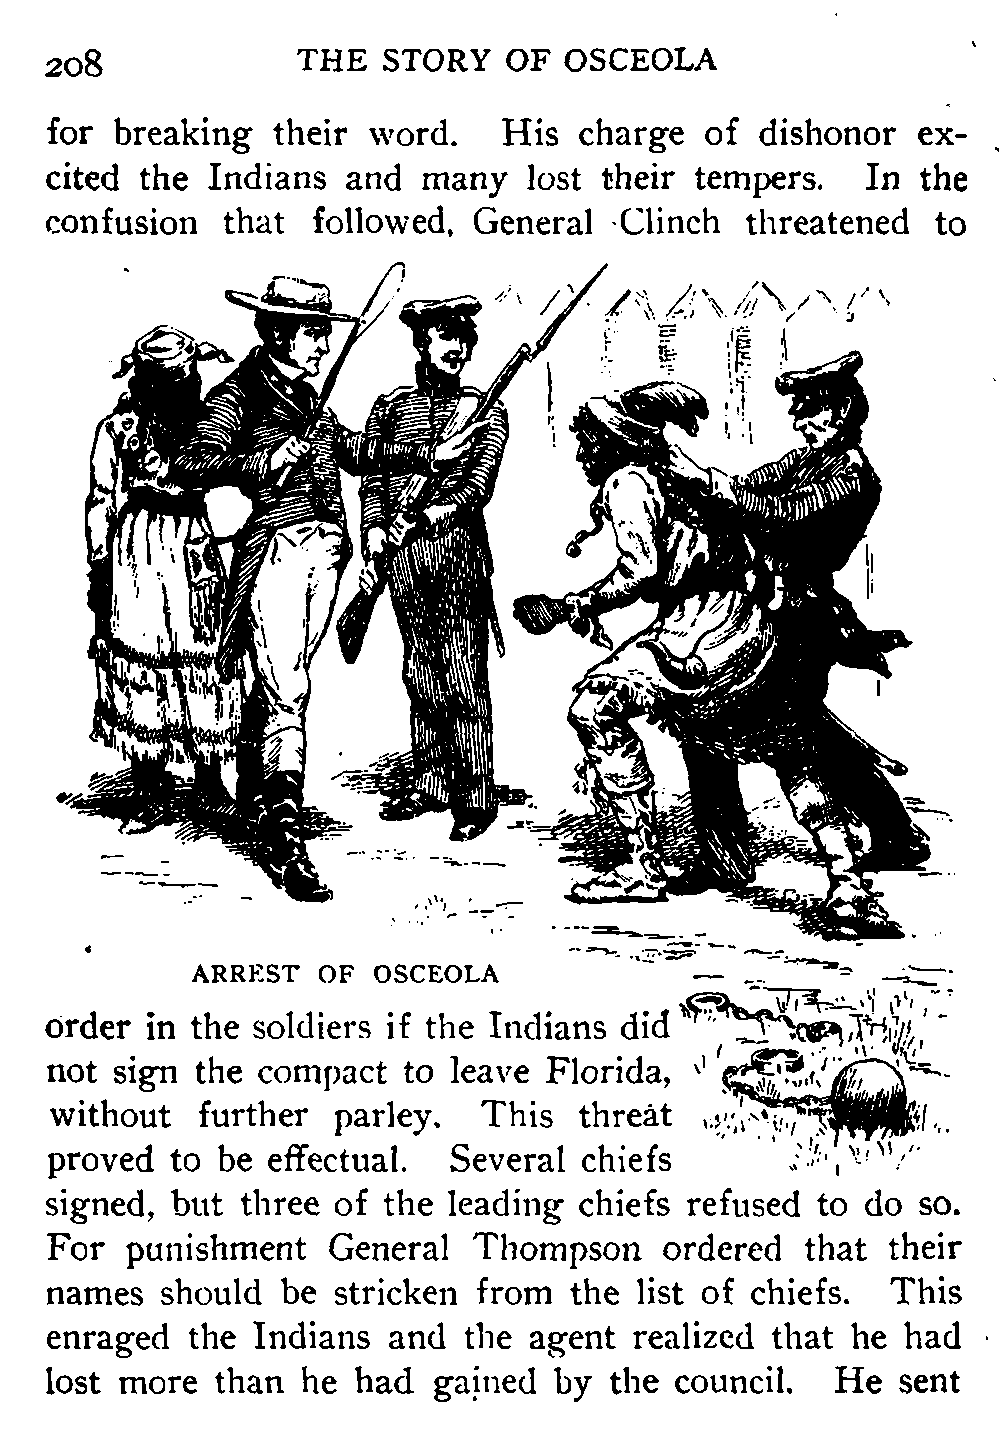 208 THE STORY OF OSCEOLA
for breaking their word. His charge of dishonor ex-
cited the Indians and many lost their tempers. In the
confusion that followed, General Clinch threatened to
ARREST OF OSCEOLA
order in the soldiers if the Indians did
not sign the compact to leave Florida,
without further parley. This threat
proved to be effectual. Several chiefs
signed, but three of the leading chiefs refused to do so.
For punishment General Thompson ordered that their
names should be stricken from the list of chiefs. This
enraged the Indians and the agent realized that he had
lost more than he had gained by the council. He sent